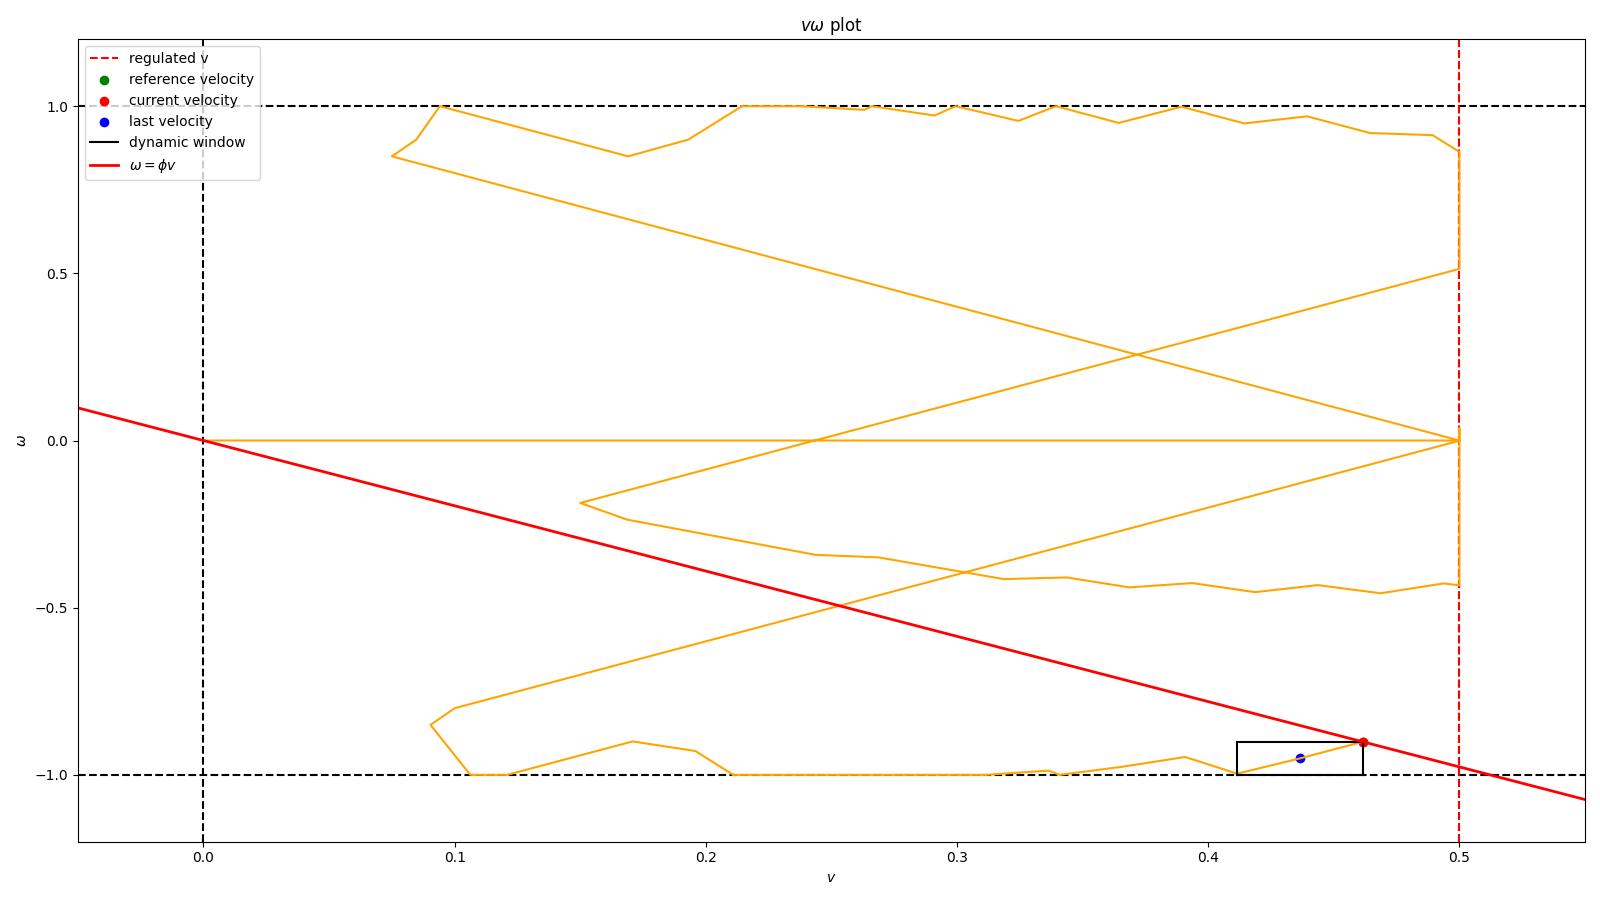 vω plot
regulated v
reference velocity
current velocity
last velocity
dynamic window
ω = ϕv
1.0
0.5
0.0
−0.5
−1.0
ω
0.0 0.1 0.2 0.3 0.4 0.5
v